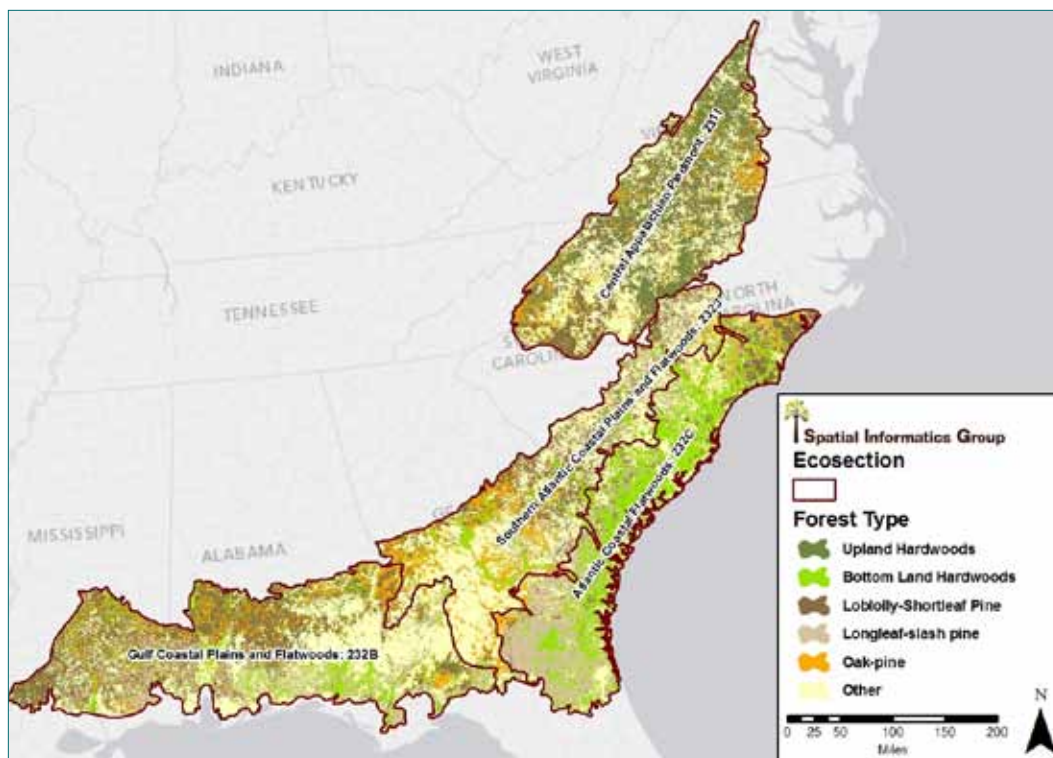 INDIANA
WEST
VIRGINIA
KENTUCKY
TENNESSEE
NORTH
CAROLINA
MISSISSIPPI
ALABAMA
Central Appalachian Piedmont: 231I
Southern Atlantic Coastal Plains and Flatwoods: 232J
Atlantic Coastal Flatwoods: 232C
Gulf Coastal Plains and Flatwoods: 232B
SPATIAL INFORMATICS GROUP
Ecosection
Forest Type
Upland Hardwoods
Bottom Land Hardwoods
Loblolly-Shortleaf Pine
Longleaf-slash pine
Oak-pine
Other
N
0 25 50 100 150 200
Miles